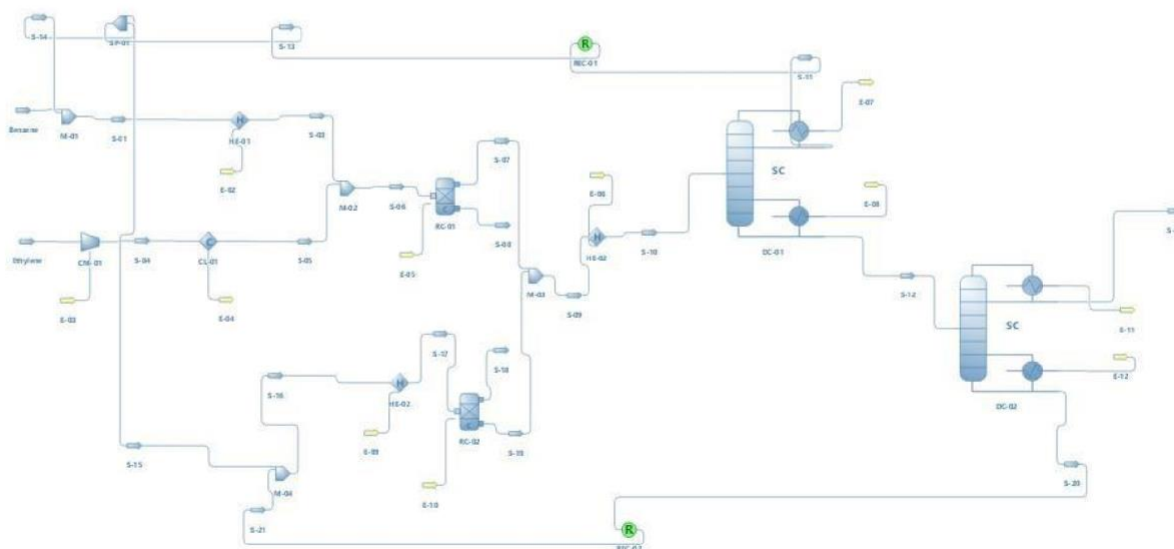 S-14
SP-01
S-13
R
REC-01
S-11
E-07
Benzene
M-01
S-01
HE-01
S-03
E-02
SC
M-02
S-06
S-07
RC-01
C
S-08
E-06
E-08
Ethylene
CM-01
S-04
C
CL-01
S-05
E-05
H
HE-02
S-10
DC-01
E-03
E-04
M-03
S-09
S-12
SC
E-11
S-17
S-18
S-16
H
HE-02
E-12
DC-02
C
RC-02
E-09
S-19
S-15
M-04
E-10
S-20
S-21
R